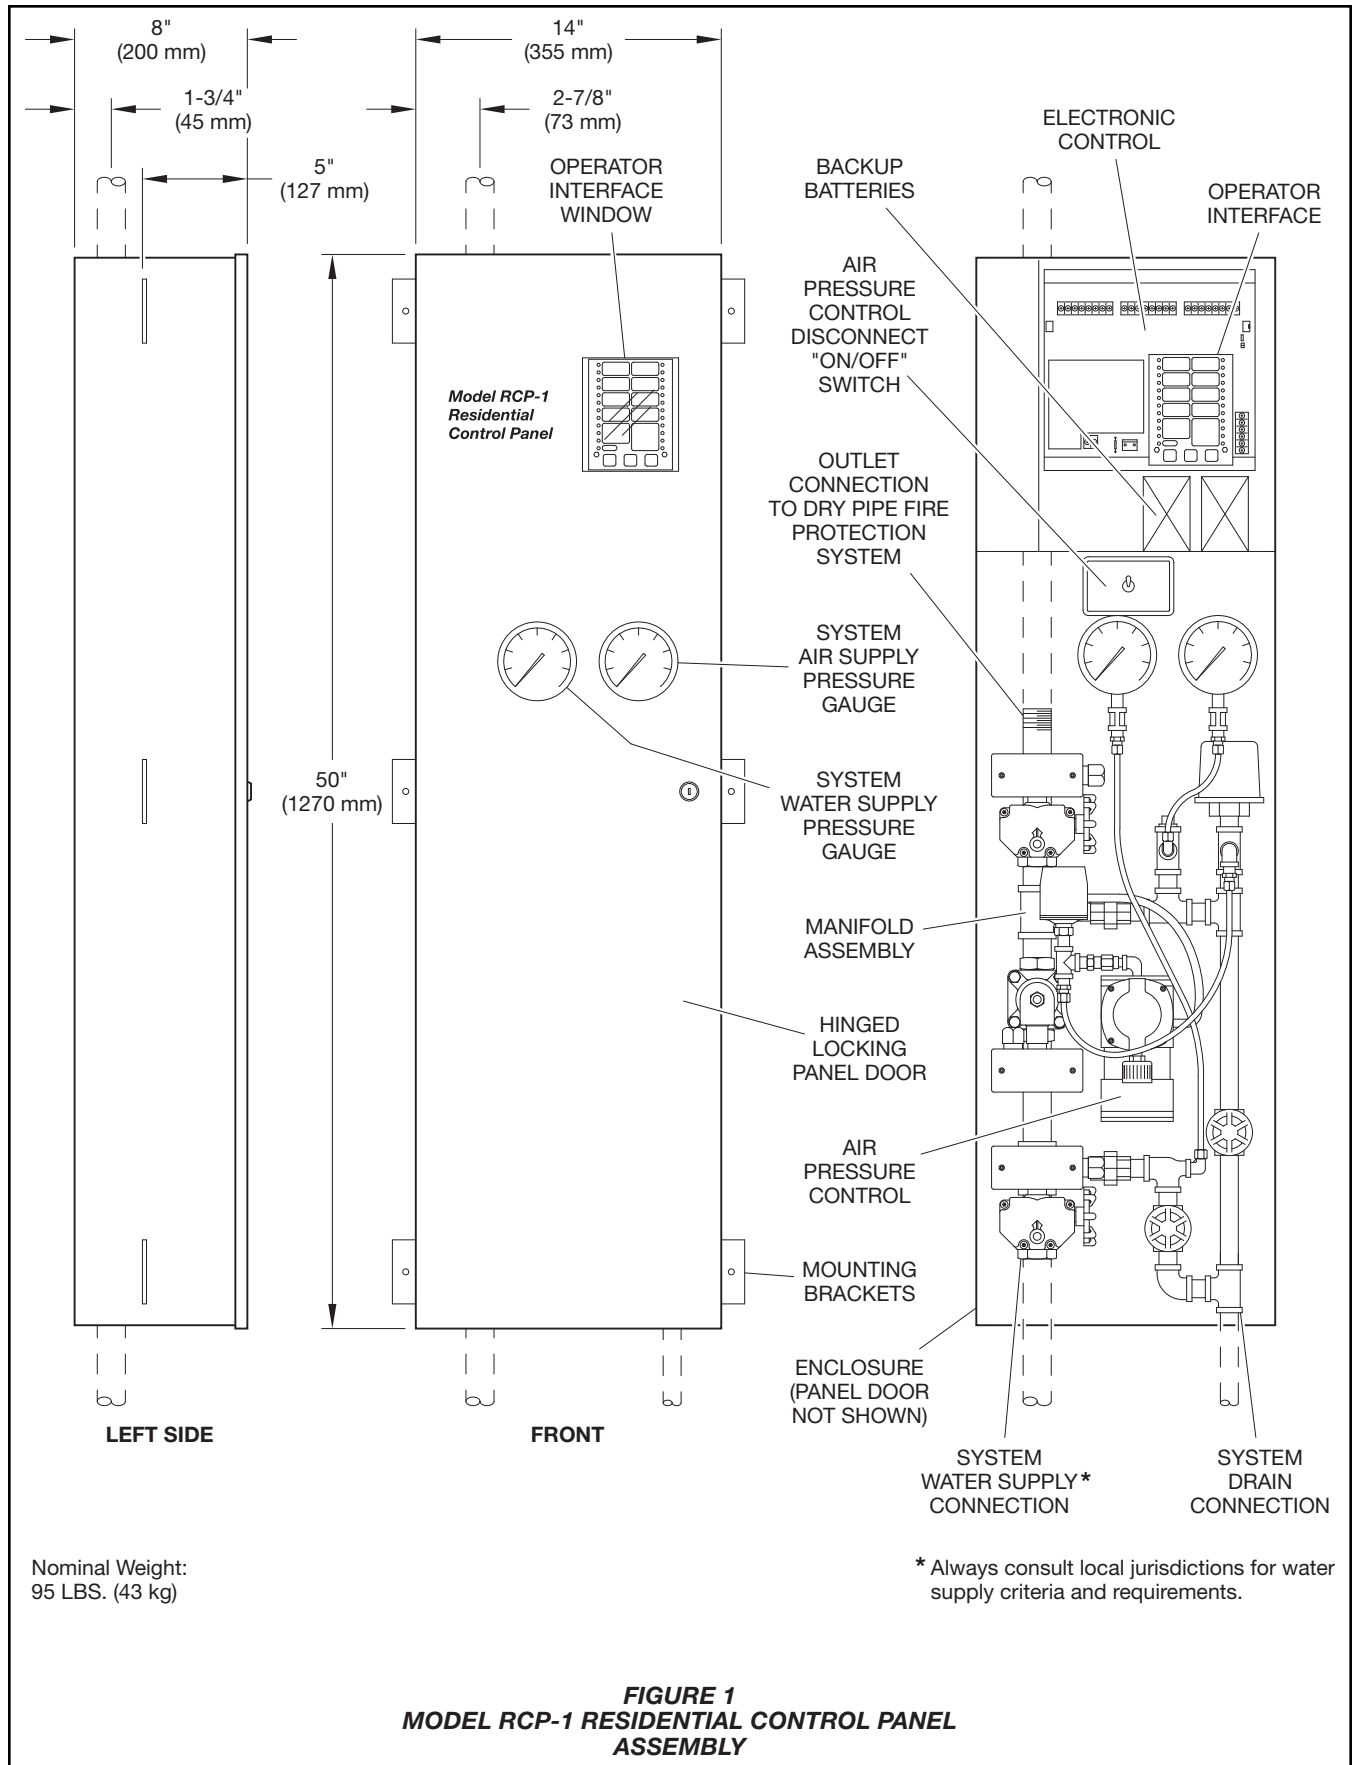 8"
(200 mm)
1-3/4"
(45 mm)
5"
(127 mm)
14"
(355 mm)
2-7/8"
(73 mm)
OPERATOR
INTERFACE
WINDOW
Model RCP-1
Residential
Control Panel
50"
(1270 mm)
ELECTRONIC
CONTROL
BACKUP
BATTERIES
OPERATOR
INTERFACE
AIR
PRESSURE
CONTROL
DISCONNECT
"ON/OFF"
SWITCH
OUTLET
CONNECTION
TO DRY PIPE FIRE
PROTECTION
SYSTEM
SYSTEM
AIR SUPPLY
PRESSURE
GAUGE
SYSTEM
WATER SUPPLY
PRESSURE
GAUGE
MANIFOLD
ASSEMBLY
HINGED
LOCKING
PANEL DOOR
AIR
PRESSURE
CONTROL
MOUNTING
BRACKETS
ENCLOSURE
(PANEL DOOR
NOT SHOWN)
LEFT SIDE
FRONT
SYSTEM
WATER SUPPLY*
CONNECTION
SYSTEM
DRAIN
CONNECTION
Nominal Weight:
95 LBS. (43 kg)
* Always consult local jurisdictions for water
supply criteria and requirements.
FIGURE 1
MODEL RCP-1 RESIDENTIAL CONTROL PANEL
ASSEMBLY